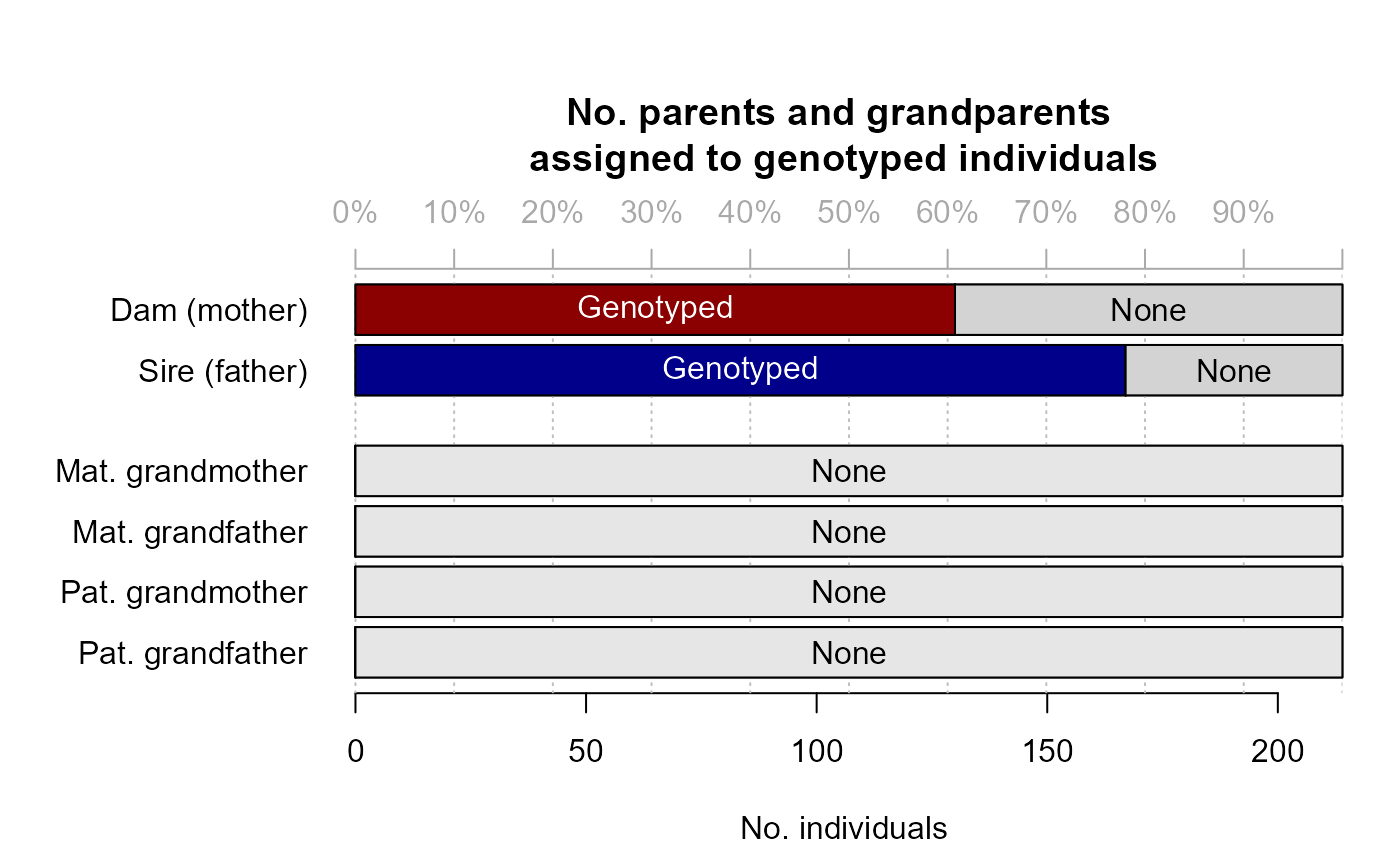 No. parents and grandparents
assigned to genotyped individuals
0% 10% 20% 30% 40% 50% 60% 70% 80% 90%
Dam (mother) Genotyped None
Sire (father) Genotyped None
Mat. grandmother None
Mat. grandfather None
Pat. grandmother None
Pat. grandfather None
0 50 100 150 200
No. individuals